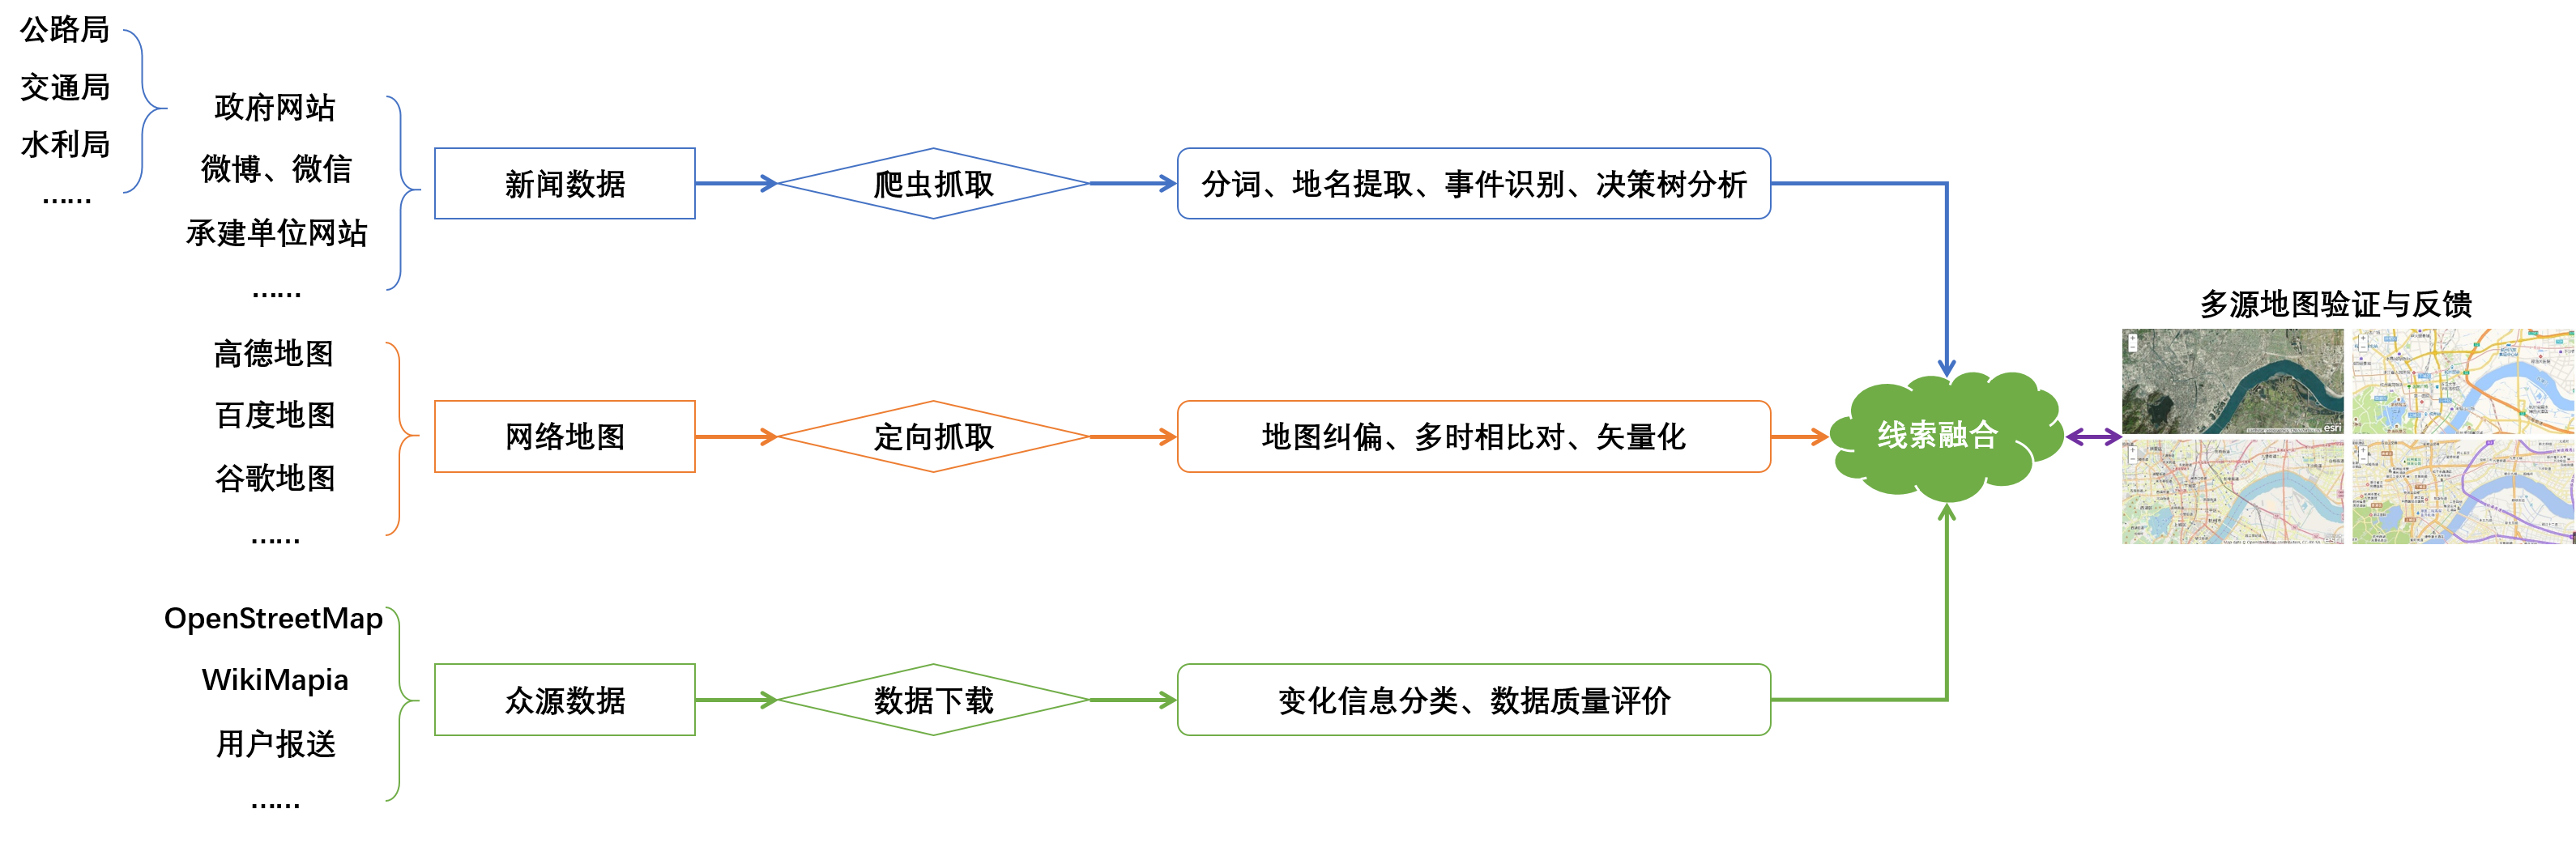 公路局
交通局
水利局
……
政府网站
微博、微信
承建单位网站
……
新闻数据
爬虫抓取
分词、地名提取、事件识别、决策树分析
高德地图
百度地图
谷歌地图
……
网络地图
定向抓取
地图纠偏、多时相比对、矢量化
线索融合
多源地图验证与反馈
esri
OpenStreetMap
WikiMapia
用户报送
……
众源数据
数据下载
变化信息分类、数据质量评价